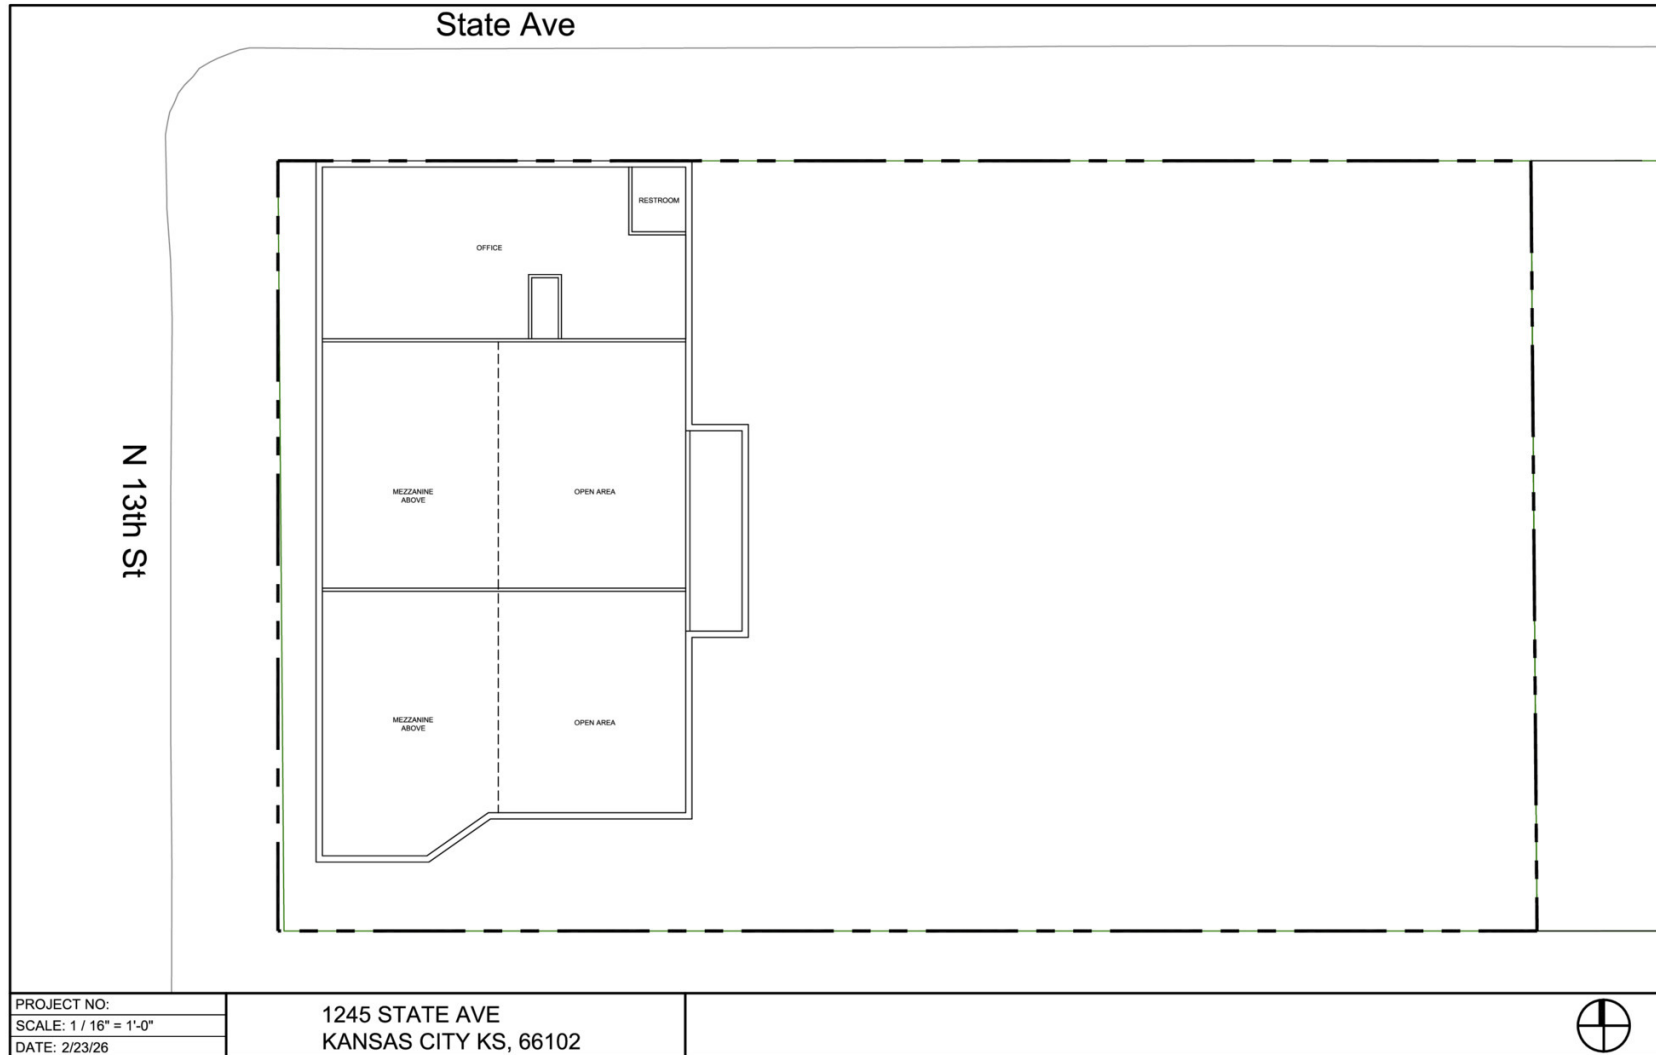 State Ave
RESTROOM
OFFICE
N 13th St
MEZZANINE
ABOVE
OPEN AREA
MEZZANINE
ABOVE
OPEN AREA
PROJECT NO:
SCALE: 1 / 16" = 1'-0"
DATE: 2/23/26
1245 STATE AVE
KANSAS CITY KS, 66102